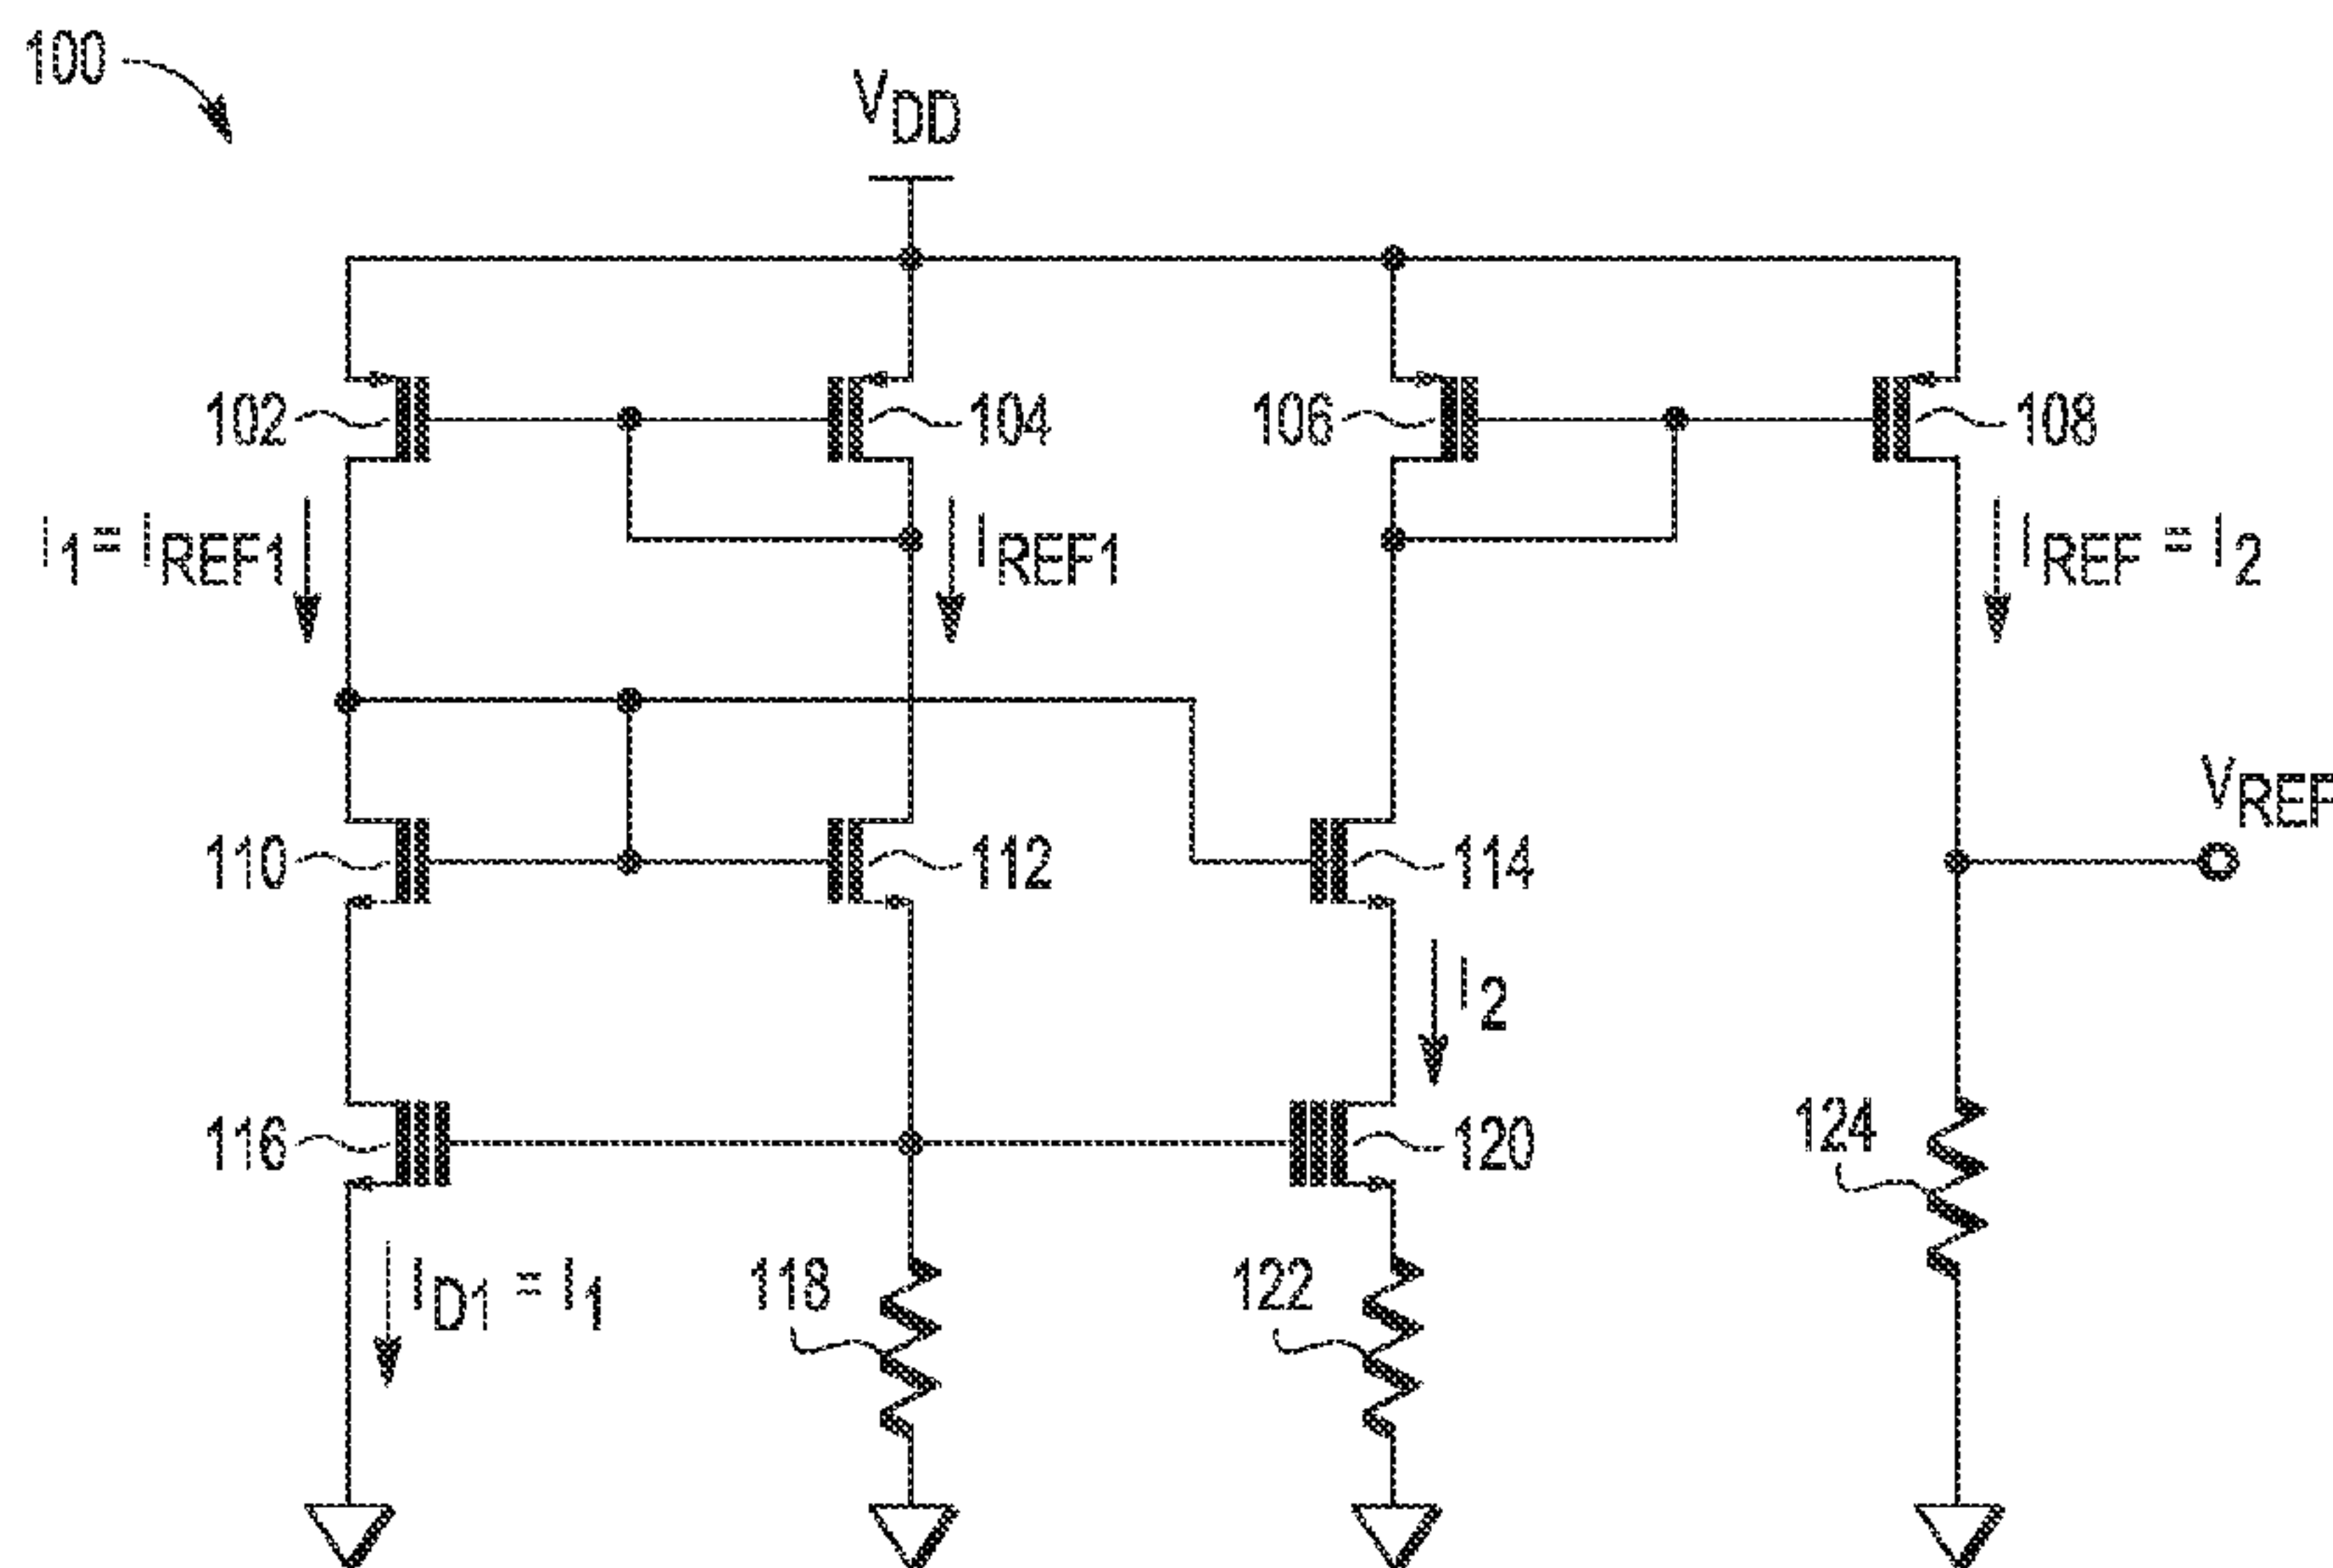 100
VDD
102
104
106
108
I1 = IREF1
IREF1
IREF = I2
VREF
110
112
114
I2
116
120
124
ID1 = I1
118
122